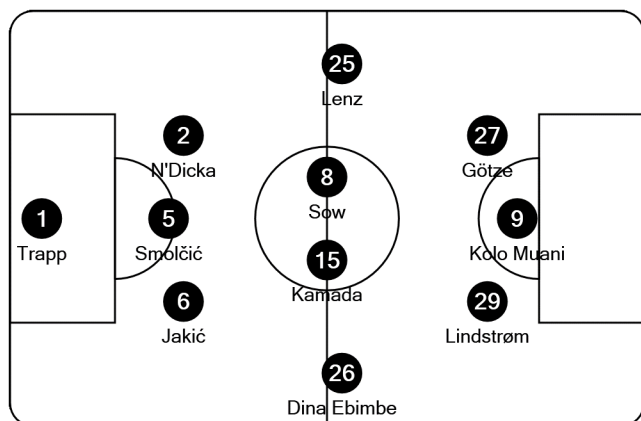 25
Lenz
2
N'Dicka
27
Götze
8
Sow
1
Trapp
5
Smolčić
9
Kolo Muani
15
Kamada
6
Jakić
29
Lindstrøm
26
Dina Ebimbe